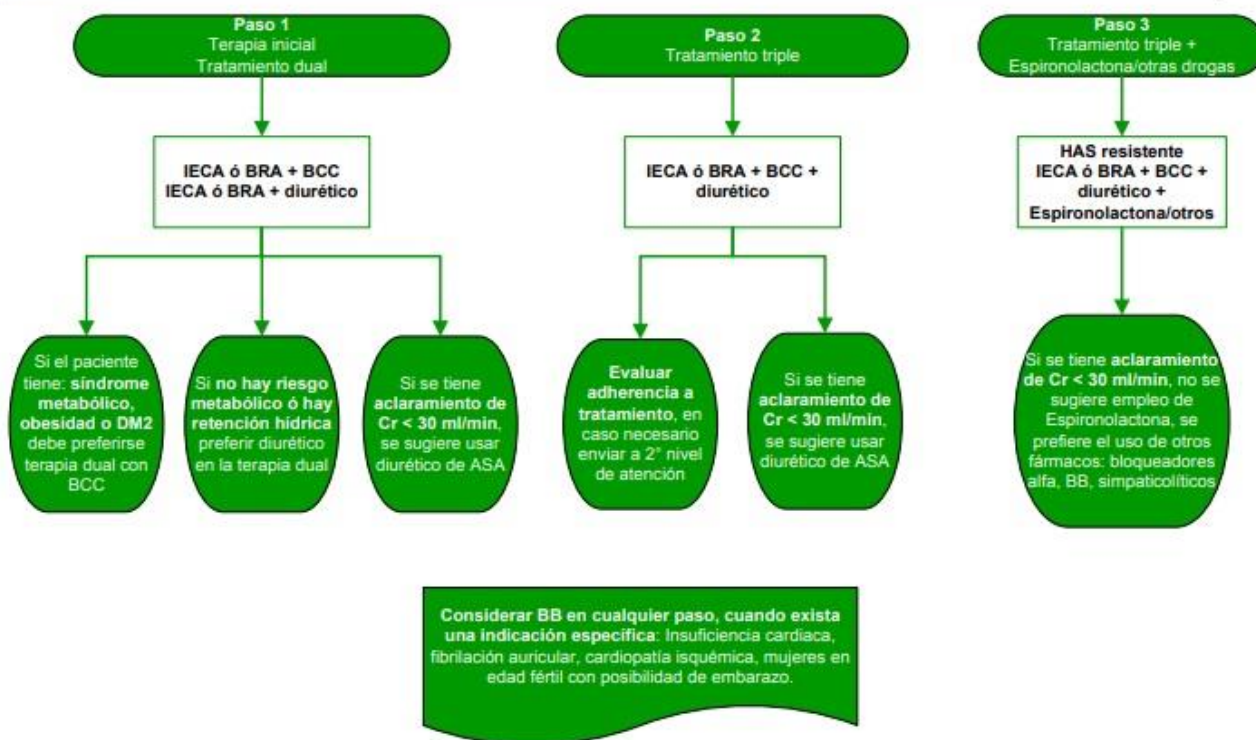 Paso 1
Terapia inicial
Tratamiento dual
IECA ó BRA + BCC
IECA ó BRA + diurético
Si el paciente
tiene: síndrome
metabólico,
obesidad o DM2
debe preferirse
terapia dual con
BCC
Si no hay riesgo
metabólico ó hay
retención hídrica
preferir diurético
en la terapia dual
Si se tiene
aclaramiento de
Cr < 30 ml/min,
se sugiere usar
diurético de ASA
Paso 2
Tratamiento triple
IECA ó BRA + BCC +
diurético
Evaluar
adherencia a
tratamiento, en
caso necesario
enviar a 2° nivel
de atención
Si se tiene
aclaramiento de
Cr < 30 ml/min,
se sugiere usar
diurético de ASA
Paso 3
Tratamiento triple +
Espironolactona/otras drogas
HAS resistente
IECA ó BRA + BCC +
diurético +
Espironolactona/otros
Si se tiene aclaramiento
de Cr < 30 ml/min, no se
sugiere empleo de
Espironolactona, se
prefiere el uso de otros
fármacos: bloqueadores
alfa, BB, simpaticolíticos
Considerar BB en cualquier paso, cuando exista
una indicación específica: Insuficiencia cardiaca,
fibrilación auricular, cardiopatía isquémica, mujeres en
edad fértil con posibilidad de embarazo.